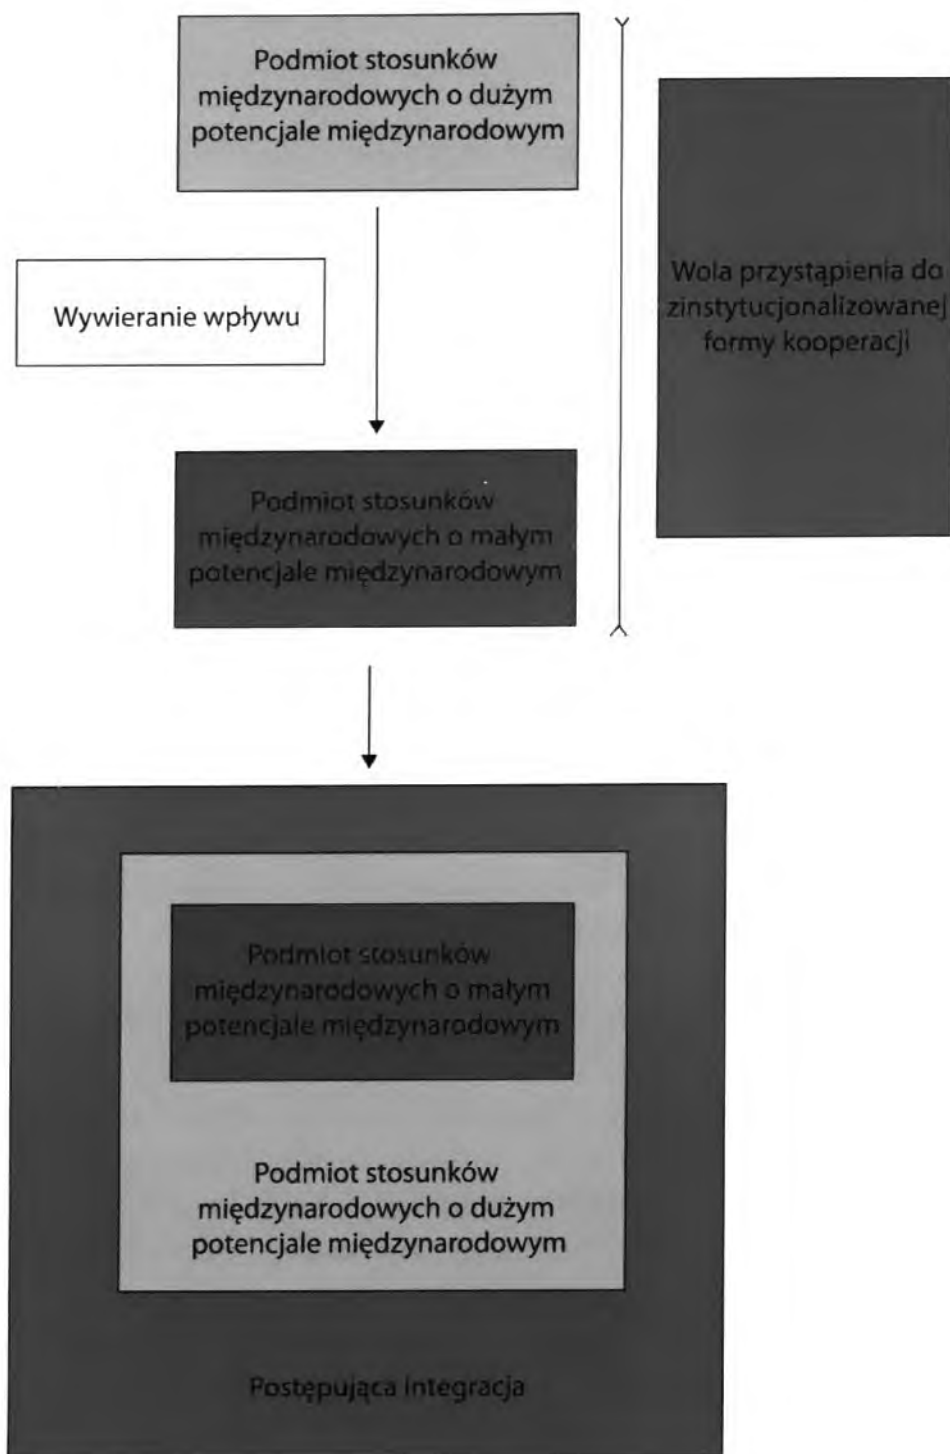 Podmiot stosunków
międzynarodowych o dużym
potencjale międzynarodowym
Wywieranie wpływu
Wola przystąpienia do
zinstytucjonalizowanej
formy kooperacji
Podmiot stosunków
międzynarodowych o małym
potencjale międzynarodowym
Podmiot stosunków
międzynarodowych o małym
potencjale międzynarodowym
Podmiot stosunków
międzynarodowych o dużym
potencjale międzynarodowym
Postępująca integracja